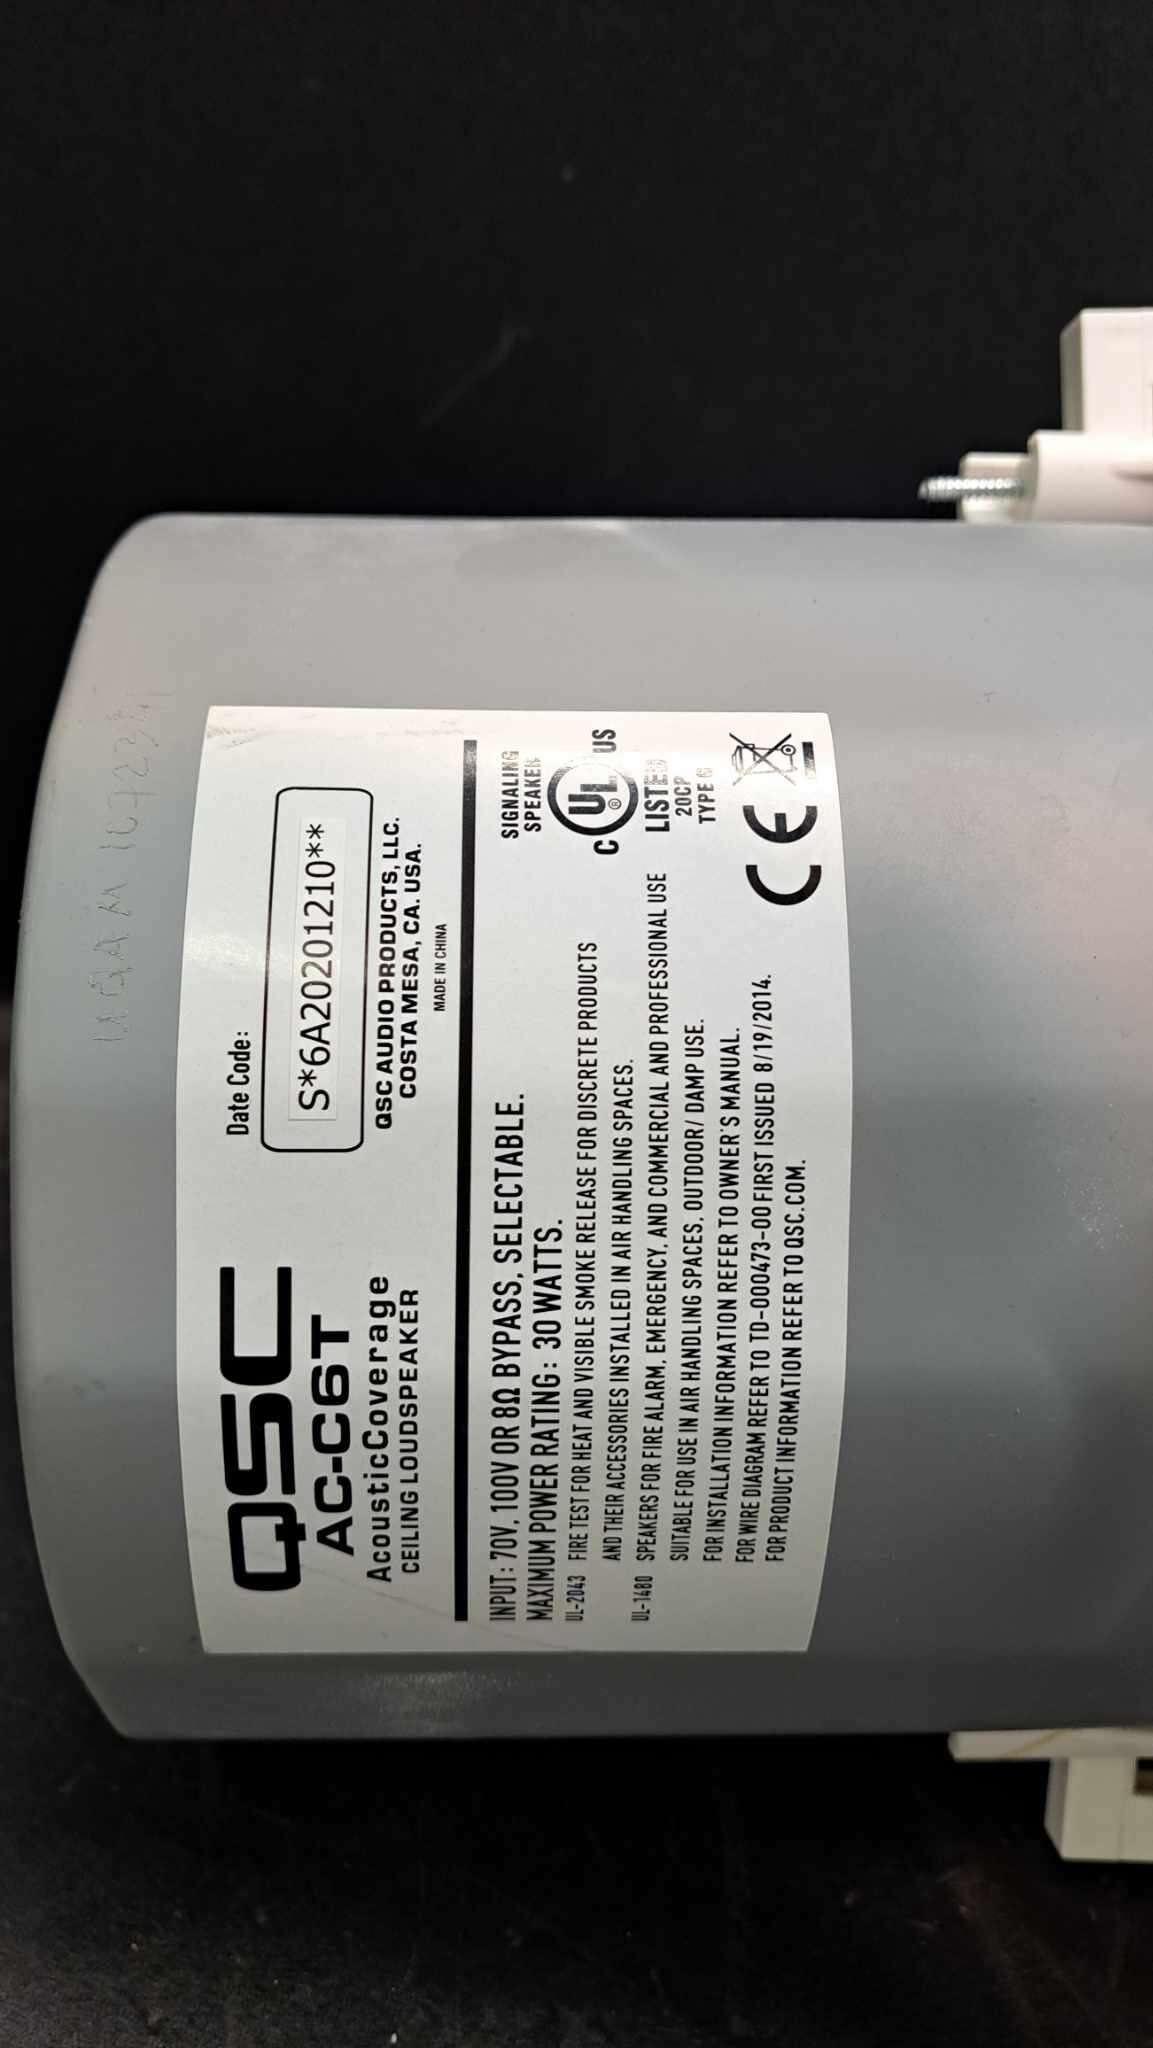 QSC
AC-C6T
AcousticCoverage
CEILING LOUDSPEAKER
Date Code:
S*6A20201210**
QSC AUDIO PRODUCTS, LLC.
COSTA MESA, CA. USA.
MADE IN CHINA
INPUT: 70V, 100V OR 8Ω BYPASS, SELECTABLE.
MAXIMUM POWER RATING: 30 WATTS.
UL-2043 FIRE TEST FOR HEAT AND VISIBLE SMOKE RELEASE FOR DISCRETE PRODUCTS
AND THEIR ACCESSORIES INSTALLED IN AIR HANDLING SPACES.
UL-1480 SPEAKERS FOR FIRE ALARM, EMERGENCY, AND COMMERCIAL AND PROFESSIONAL USE
SUITABLE FOR USE IN AIR HANDLING SPACES, OUTDOOR/ DAMP USE.
FOR INSTALLATION INFORMATION REFER TO OWNER'S MANUAL.
FOR WIRE DIAGRAM REFER TO TD-000473-00 FIRST ISSUED 8/19/2014.
FOR PRODUCT INFORMATION REFER TO QSC.COM.
SIGNALING
SPEAKER
C UL ® US
LISTED
20CP
TYPE
CE